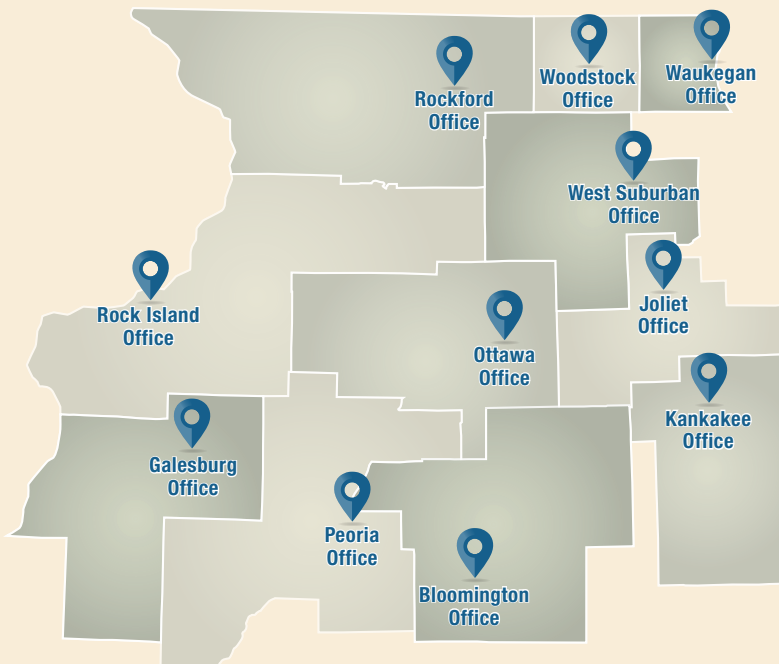 Rockford
Office
Woodstock
Office
Waukegan
Office
West Suburban
Office
Rock Island
Office
Joliet
Office
Ottawa
Office
Kankakee
Office
Galesburg
Office
Peoria
Office
Bloomington
Office